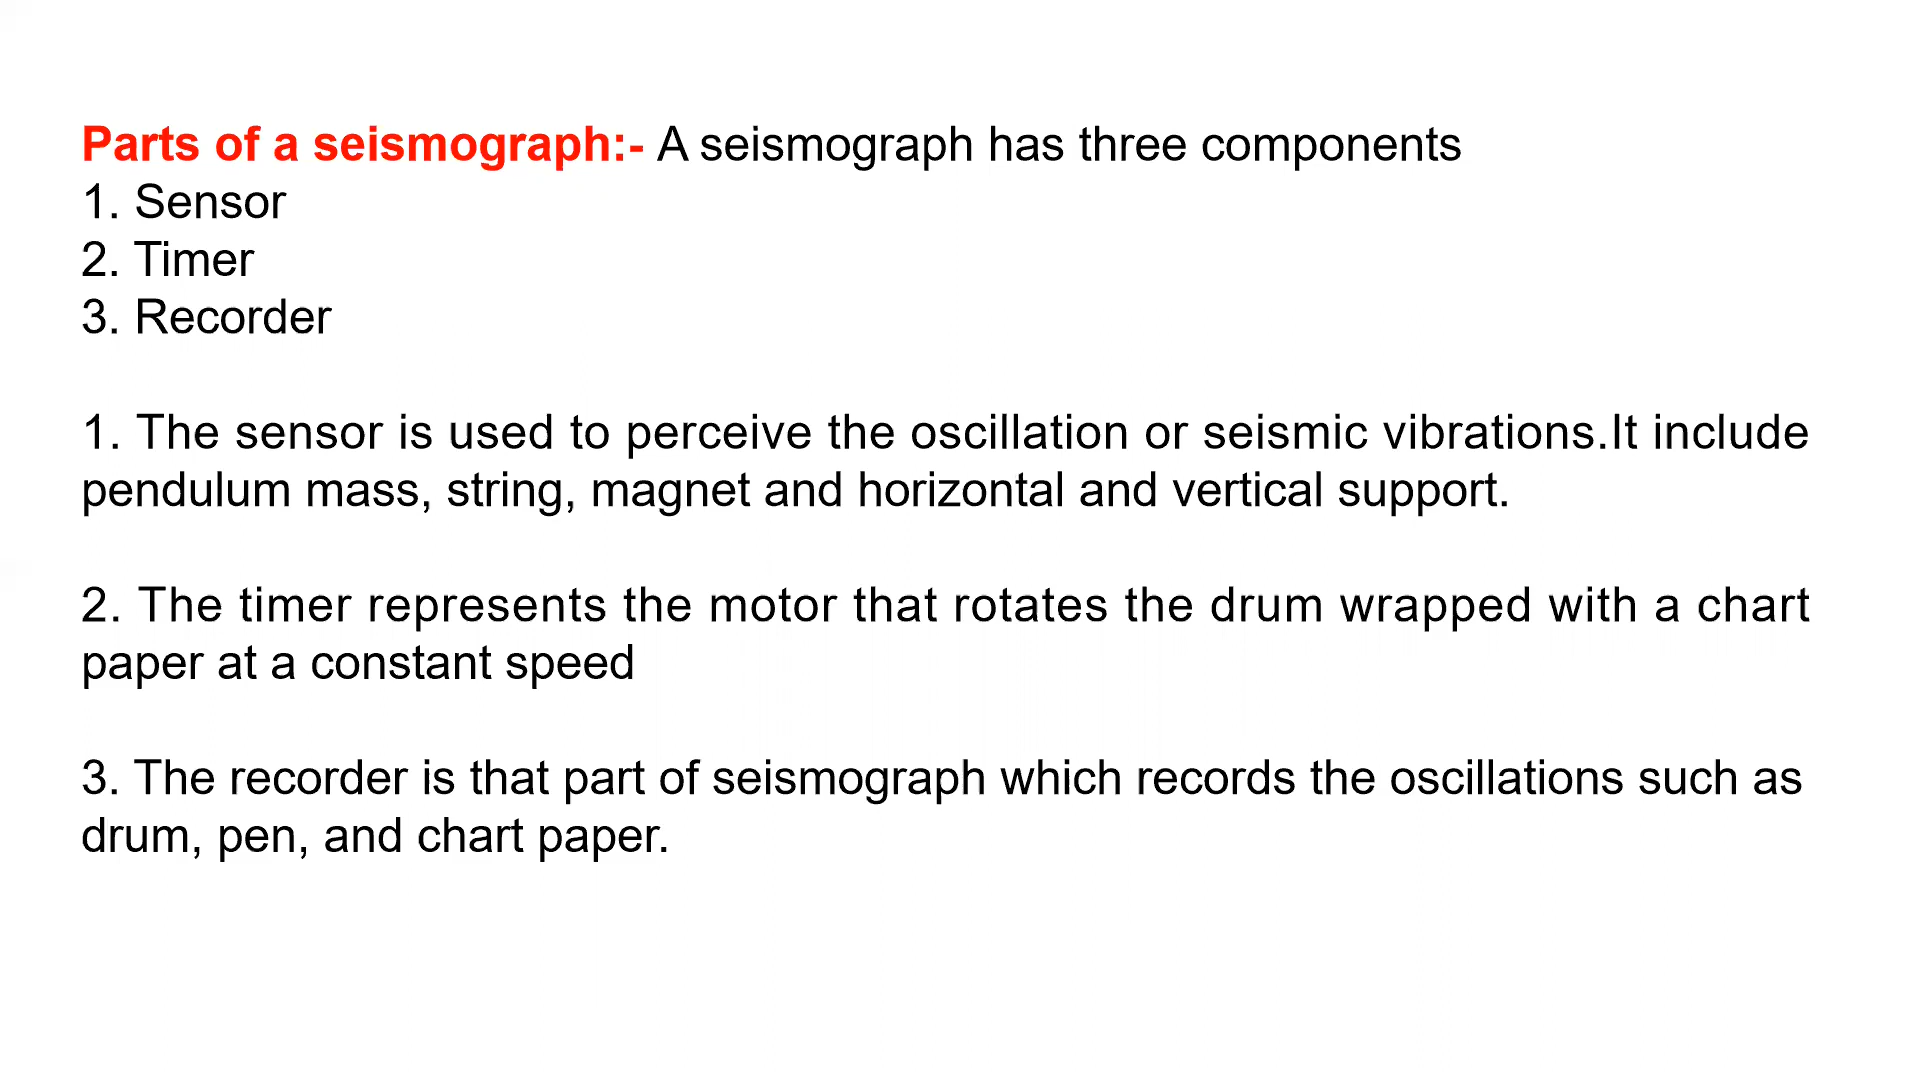 Parts of a seismograph:- A seismograph has three components
1. Sensor
2. Timer
3. Recorder
1. The sensor is used to perceive the oscillation or seismic vibrations.It include
pendulum mass, string, magnet and horizontal and vertical support.
2. The timer represents the motor that rotates the drum wrapped with a chart
paper at a constant speed
3. The recorder is that part of seismograph which records the oscillations such as
drum, pen, and chart paper.